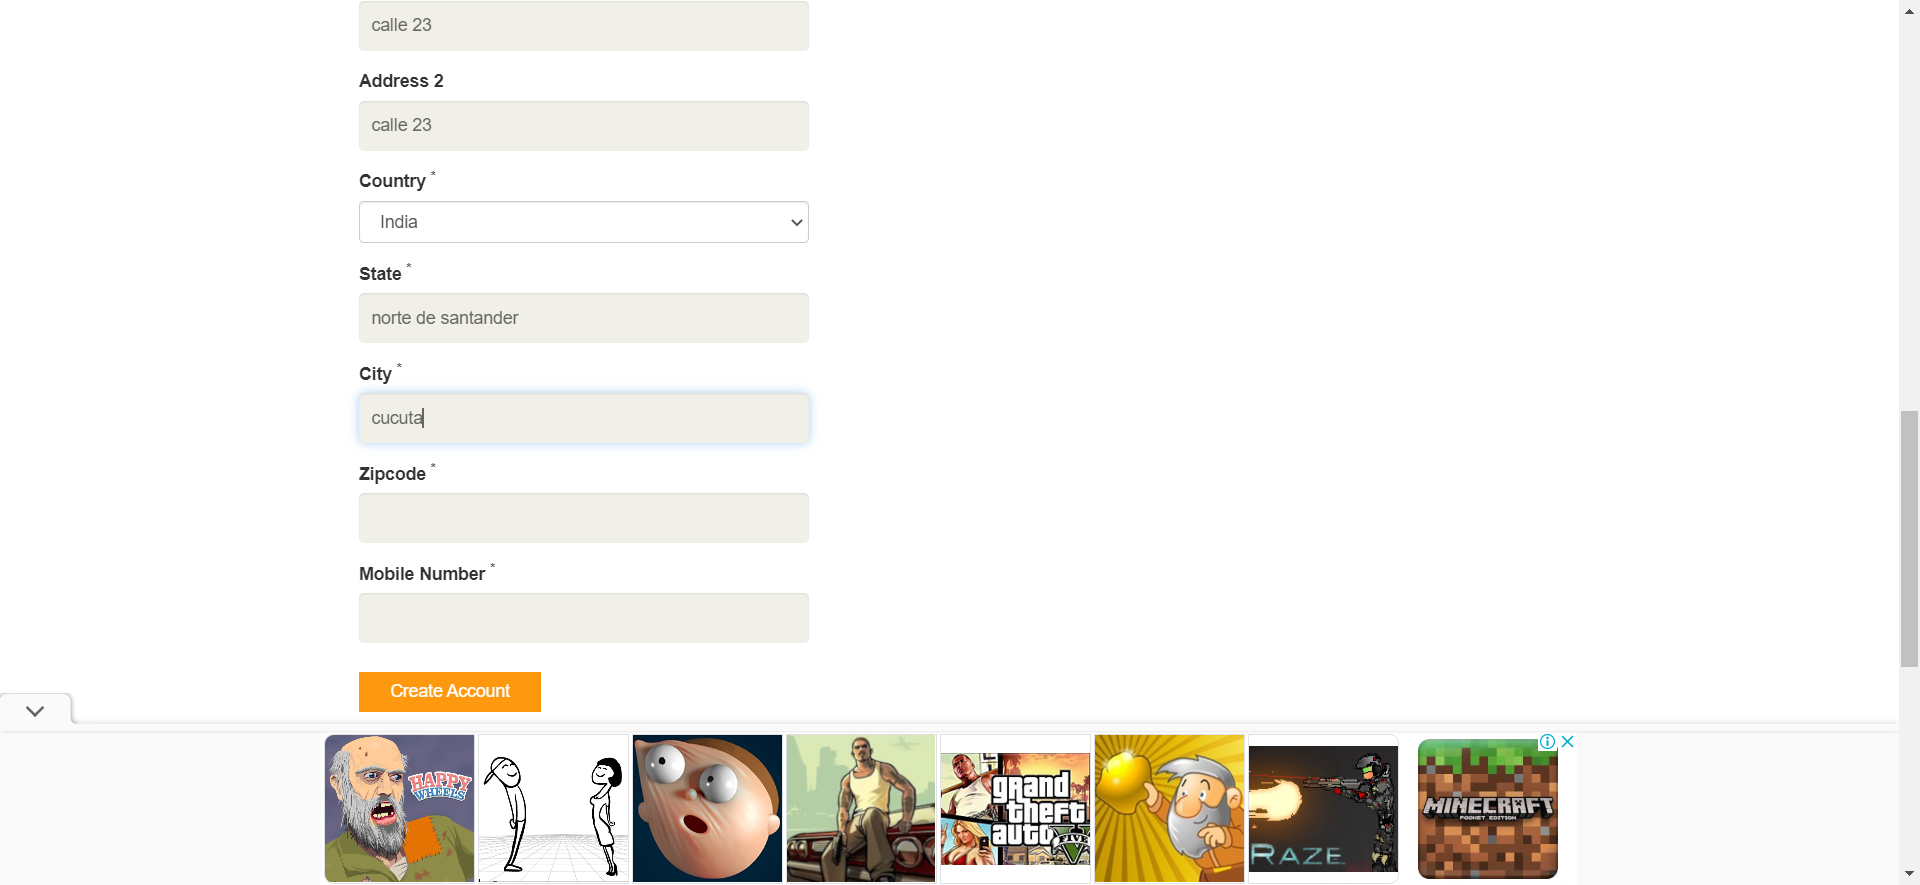 calle 23
Address 2
calle 23
Country *
India
State *
norte de santander
City *
cucuta
Zipcode *
Mobile Number *
Create Account
HAPPY
WHEELS
grand
theft
auto
FIVE
RAZE
MINECRAFT
POCKET EDITION